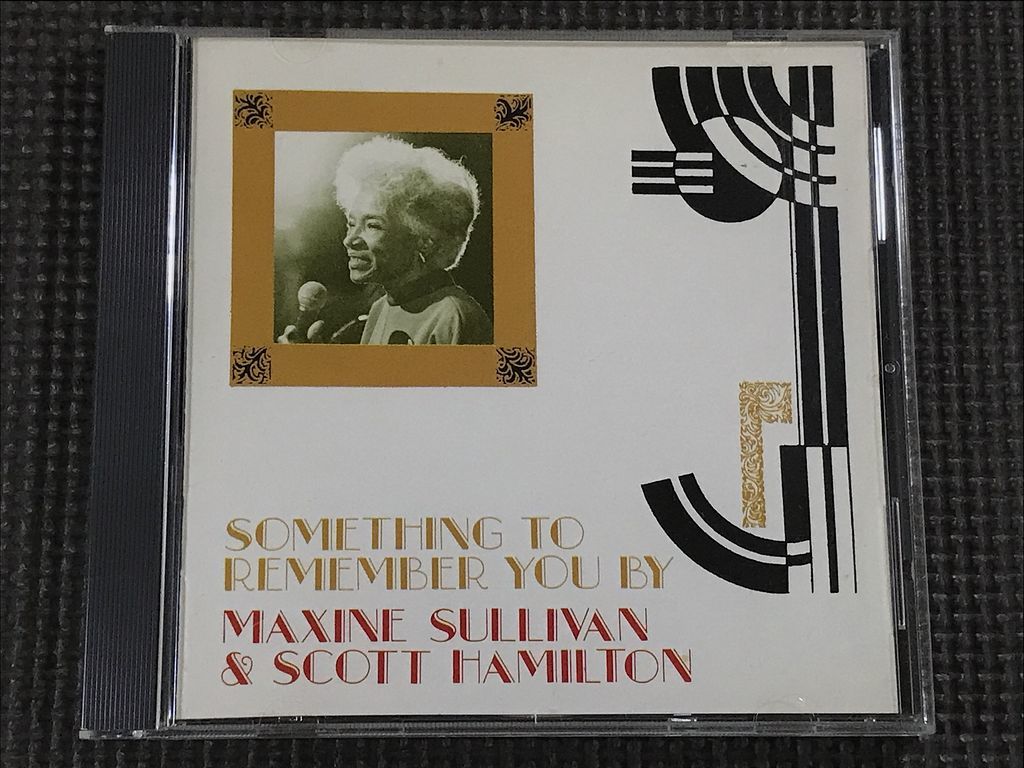 SOMETHING TO
REMEMBER YOU BY
MAXINE SULLIVAN
& SCOTT HAMILTON